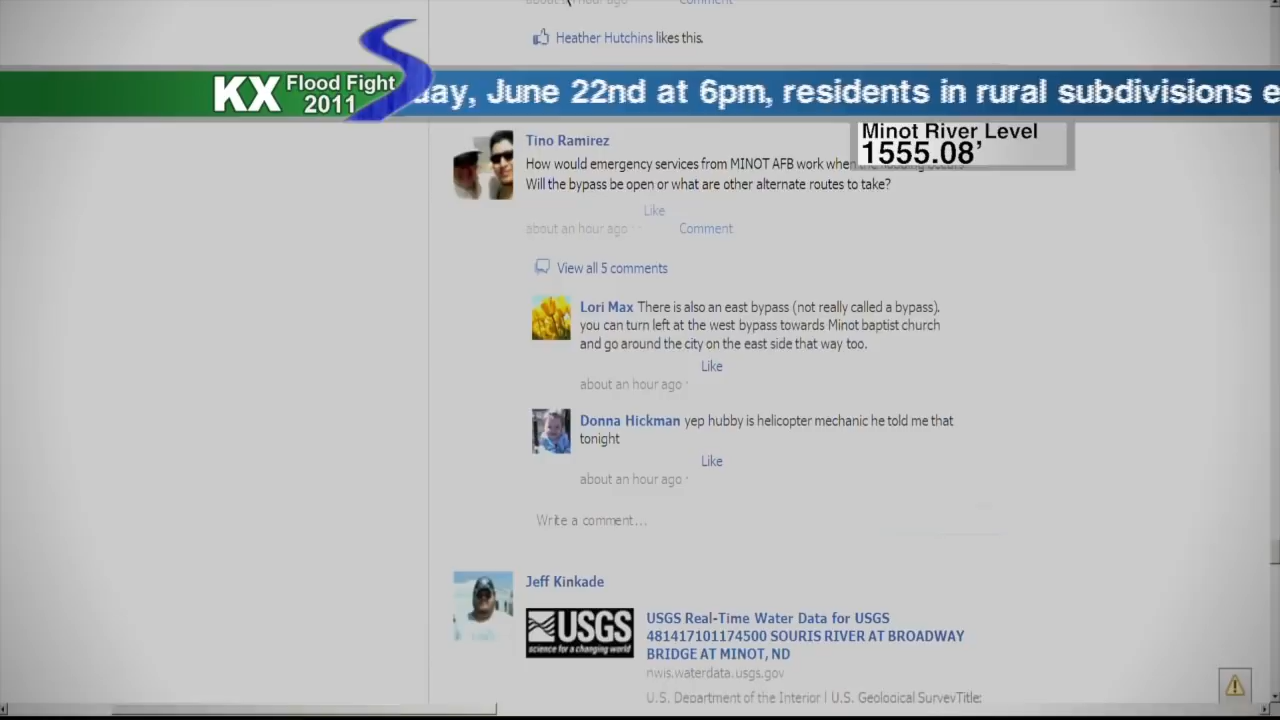 Comment
Heather Hutchins likes this.
KX Flood Fight
2011
day, June 22nd at 6pm, residents in rural subdivisions e
Minot River Level
1555.08'
Tino Ramirez
How would emergency services from MINOT AFB work when
Will the bypass be open or what are other alternate routes to take?
Like
about an hour ago ·
Comment
View all 5 comments
Lori Max There is also an east bypass (not really called a bypass).
you can turn left at the west bypass towards Minot baptist church
and go around the city on the east side that way too.
Like
about an hour ago ·
Donna Hickman yep hubby is helicopter mechanic he told me that
tonight
Like
about an hour ago ·
Write a comment...
Jeff Kinkade
USGS
science for a changing world
USGS Real-Time Water Data for USGS
481417101174500 SOURIS RIVER AT BROADWAY
BRIDGE AT MINOT, ND
nwis.waterdata.usgs.gov
U.S. Department of the Interior | U.S. Geological SurveyTitle: